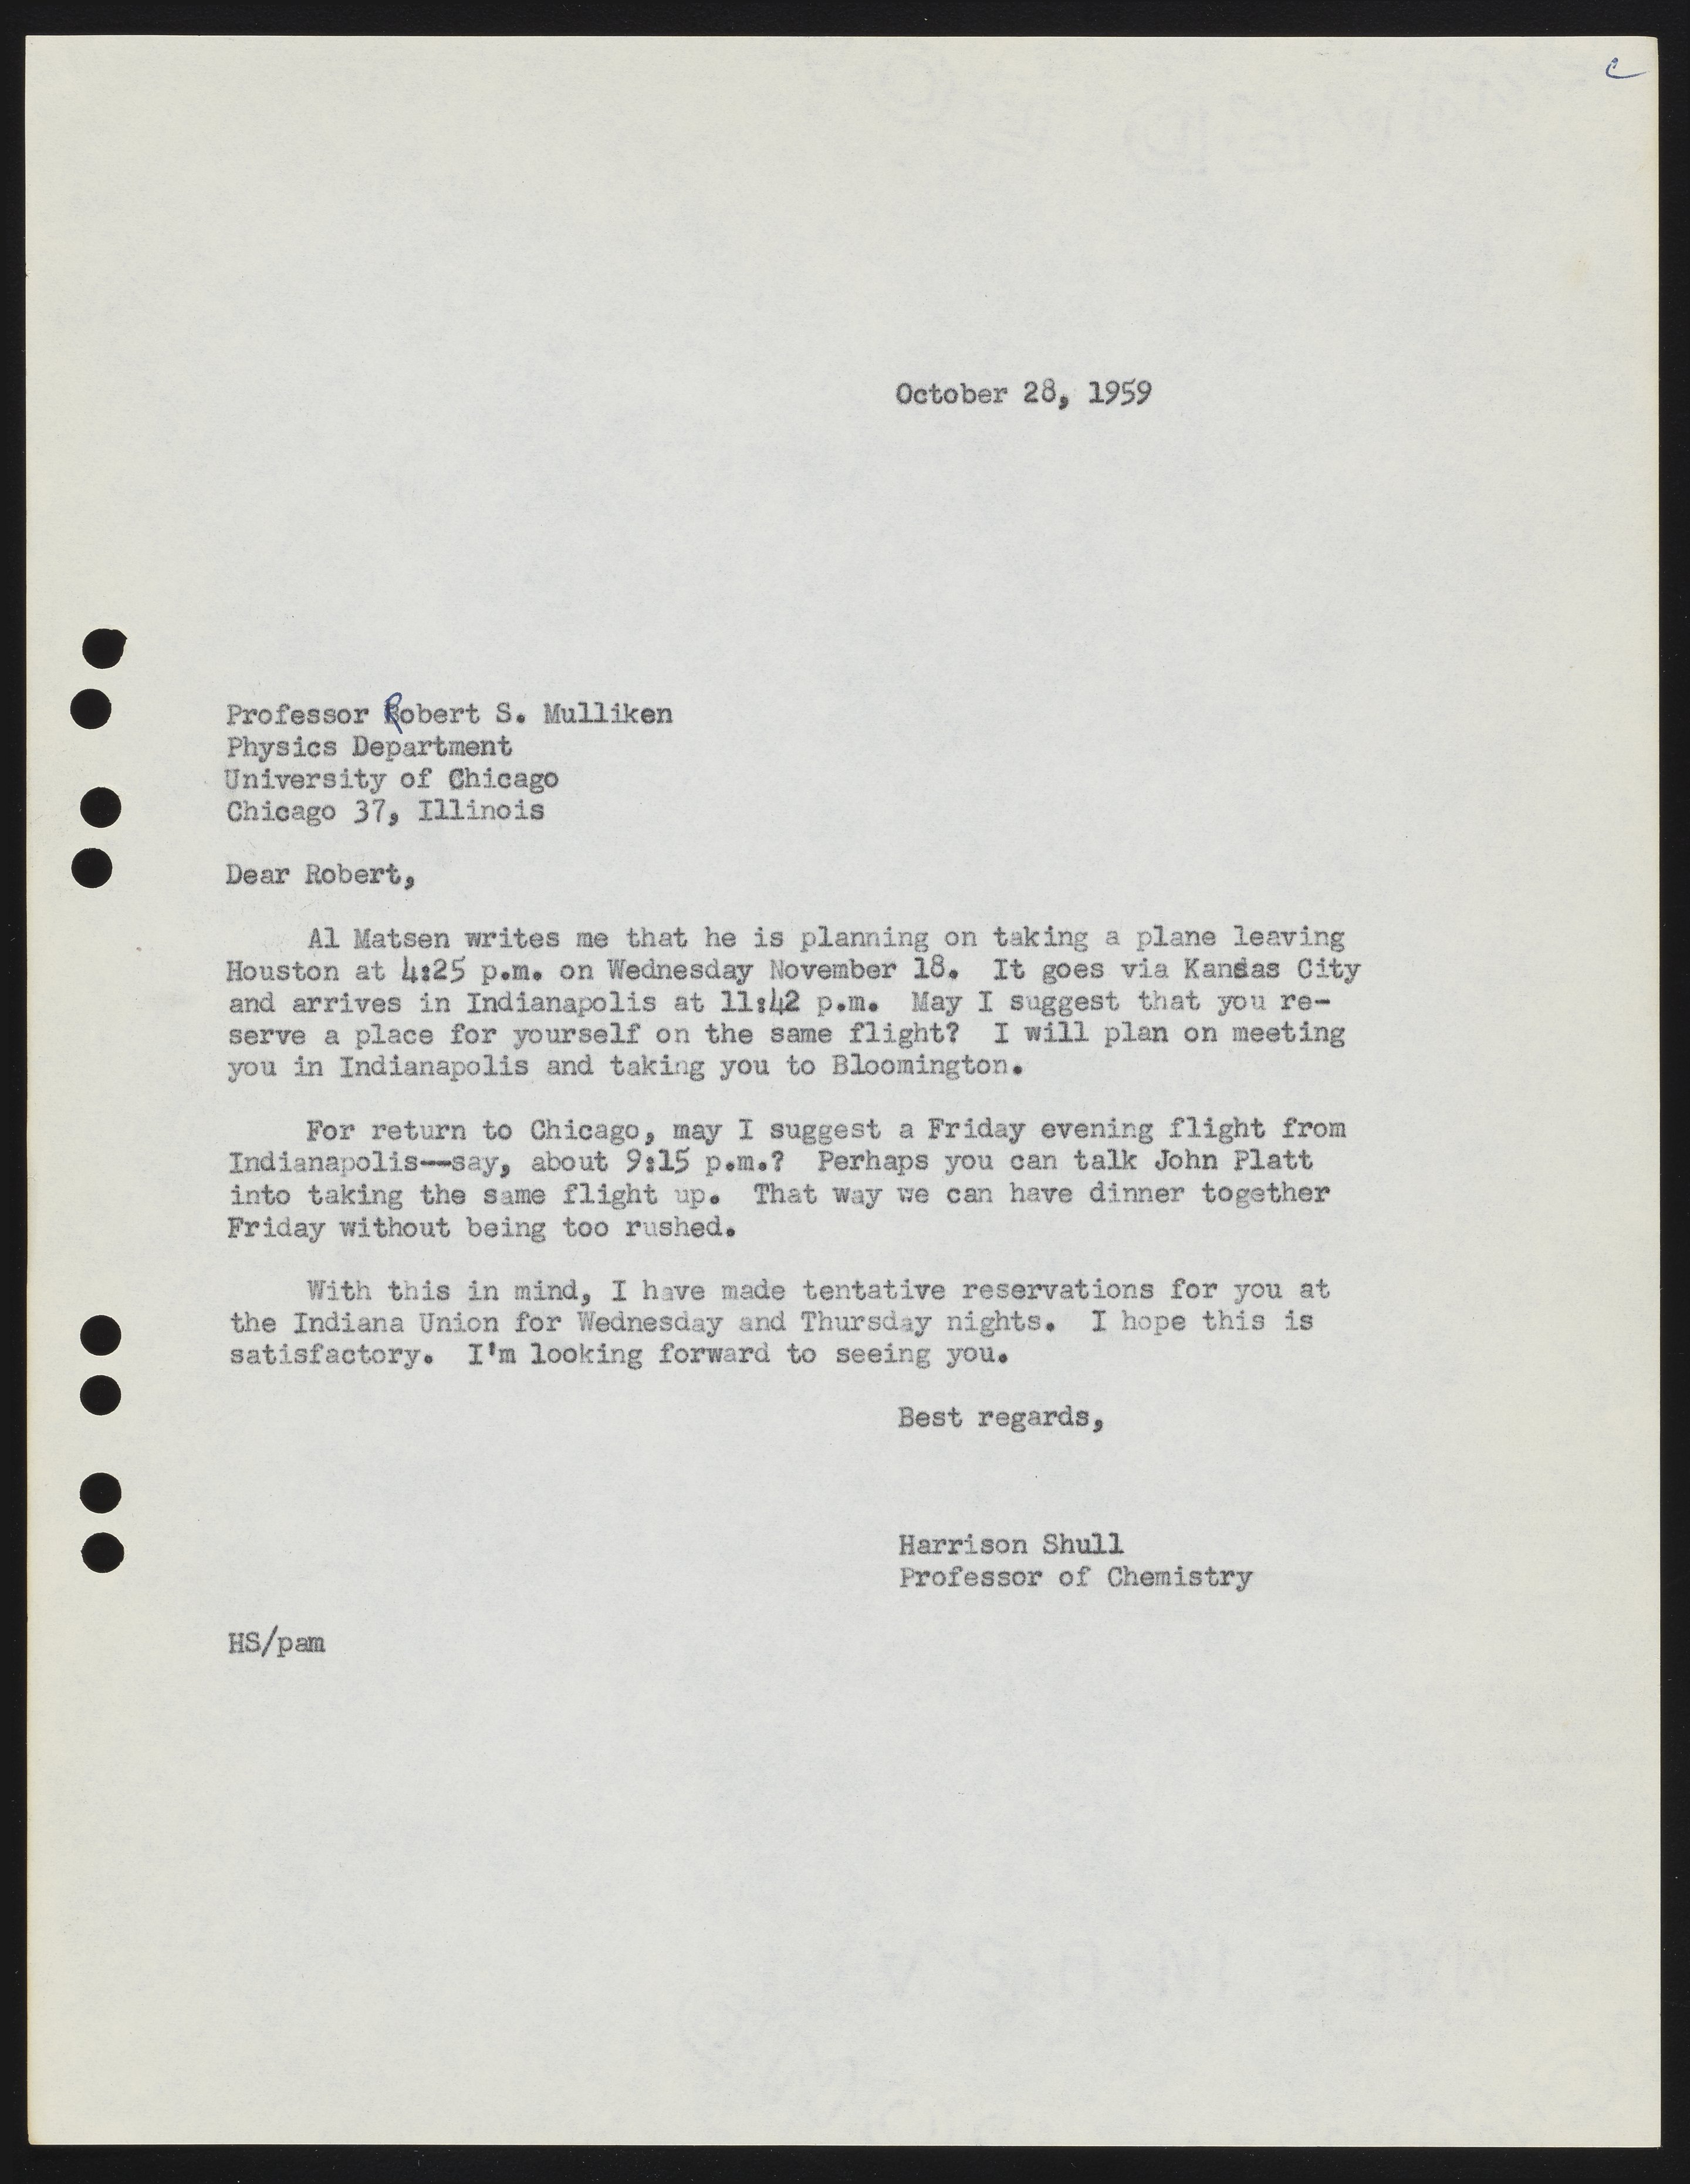 c
October 28, 1959
Professor Robert S. Mulliken
Physics Department
University of Chicago
Chicago 37, Illinois
Dear Robert,
Al Matsen writes me that he is planning on taking a plane leaving
Houston at 4:25 p.m. on Wednesday November 18. It goes via Kansas City
and arrives in Indianapolis at 11:42 p.m. May I suggest that you re-
serve a place for yourself on the same flight? I will plan on meeting
you in Indianapolis and taking you to Bloomington.
For return to Chicago, may I suggest a Friday evening flight from
Indianapolis--say, about 9:15 p.m.? Perhaps you can talk John Platt
into taking the same flight up. That way we can have dinner together
Friday without being too rushed.
With this in mind, I have made tentative reservations for you at
the Indiana Union for Wednesday and Thursday nights. I hope this is
satisfactory. I'm looking forward to seeing you.
Best regards,
Harrison Shull
Professor of Chemistry
HS/pam